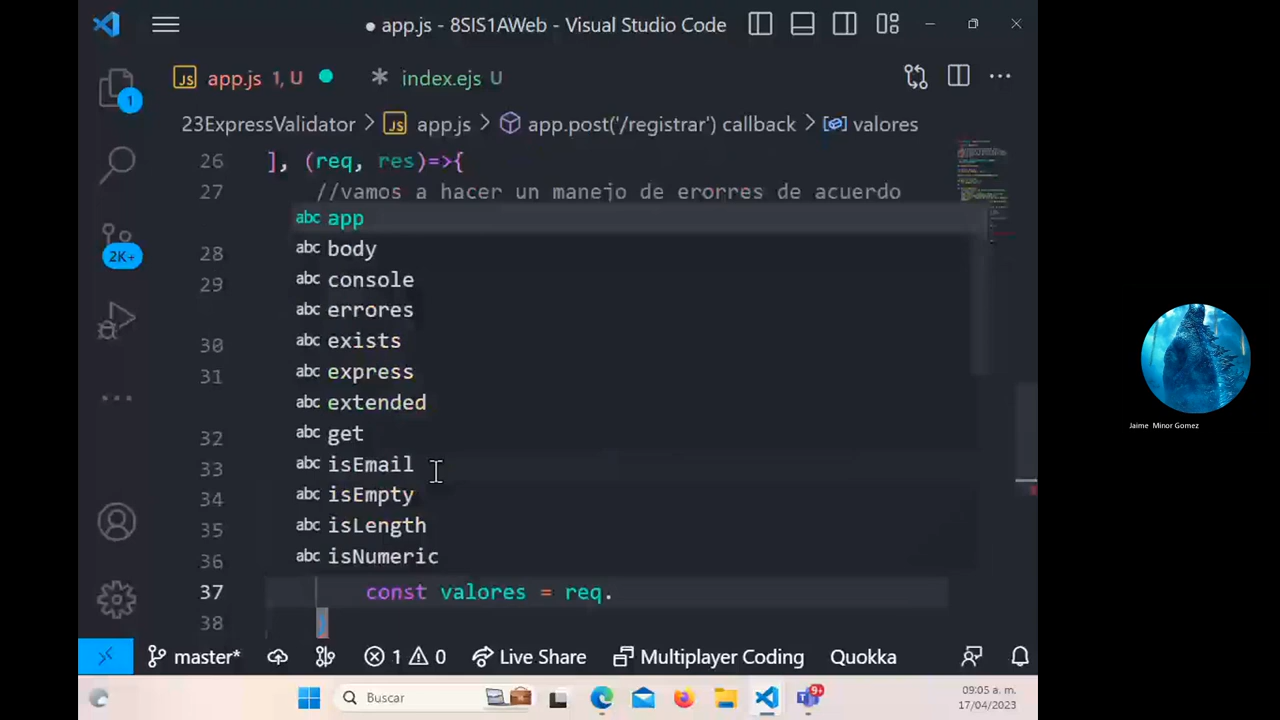 app.js - 8SIS1AWeb - Visual Studio Code
JS app.js 1, U
index.ejs U
1
23ExpressValidator > JS app.js > app.post('/registrar') callback > valores
26 ], (req, res)=>{
27 //vamos a hacer un manejo de erorres de acuerdo
abc app
28 abc body
29 abc console
abc errores
30 abc exists
31 abc express
abc extended
32 abc get
33 abc isEmail
34 abc isEmpty
35 abc isLength
36 abc isNumeric
37 const valores = req.
38 }
2K+
Jaime Minor Gomez
master* 1 0 Live Share Multiplayer Coding Quokka
Buscar
9+
09:05 a. m.
17/04/2023